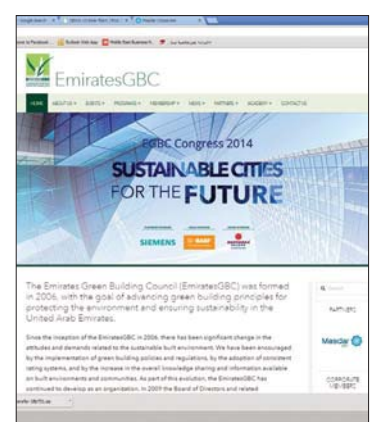 EmiratesGBC
HOME ABOUT US EVENTS PROGRAMS MEMBERSHIP NEWS PARTNERS ACADEMY CONTACT US
EGBC Congress 2014
SUSTAINABLE CITIES
FOR THE FUTURE
SIEMENS BASF
The Emirates Green Building Council (EmiratesGBC) was formed
in 2006, with the goal of advancing green building principles for
protecting the environment and ensuring sustainability in the
United Arab Emirates.
Search
PARTNERS
Since the inception of the EmiratesGBC in 2006, there has been significant change in the
attitudes and demands related to the sustainable built environment. We have been encouraged
by the implementation of green building policies and regulations, by the adoption of consistent
rating systems, and by the increase in the overall knowledge sharing and information available
on built environments and communities. As part of this evolution, the EmiratesGBC has
continued to develop as an organization. In 2009 the Board of Directors and related
Masdar
CORPORATE
MEMBERS